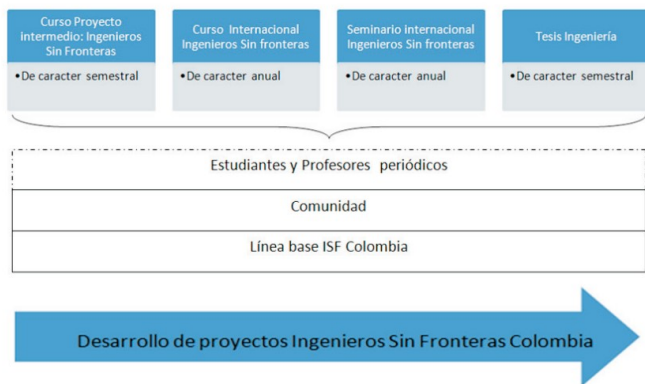 Curso Proyecto
intermedio: Ingenieros
Sin Fronteras
•De caracter semestral
Curso Internacional
Ingenieros Sin fronteras
•De caracter anual
Seminario internacional
Ingenieros Sin fronteras
•De caracter anual
Tesis Ingeniería
•De caracter semestral
Estudiantes y Profesores periódicos
Comunidad
Línea base ISF Colombia
Desarrollo de proyectos Ingenieros Sin Fronteras Colombia